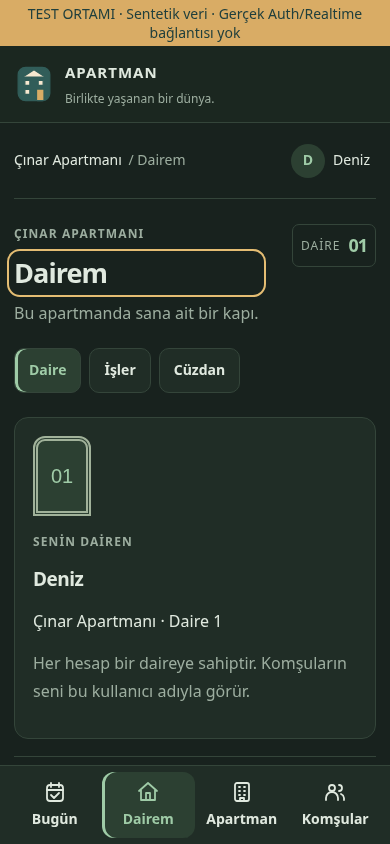 TEST ORTAMI · Sentetik veri · Gerçek Auth/Realtime
bağlantısı yok
APARTMAN
Birlikte yaşanan bir dünya.
Çınar Apartmanı / Dairem
D Deniz
ÇINAR APARTMANI
DAİRE 01
Dairem
Bu apartmanda sana ait bir kapı.
Daire İşler Cüzdan
01
SENİN DAİREN
Deniz
Çınar Apartmanı · Daire 1
Her hesap bir daireye sahiptir. Komşuların
seni bu kullanıcı adıyla görür.
Bugün Dairem Apartman Komşular